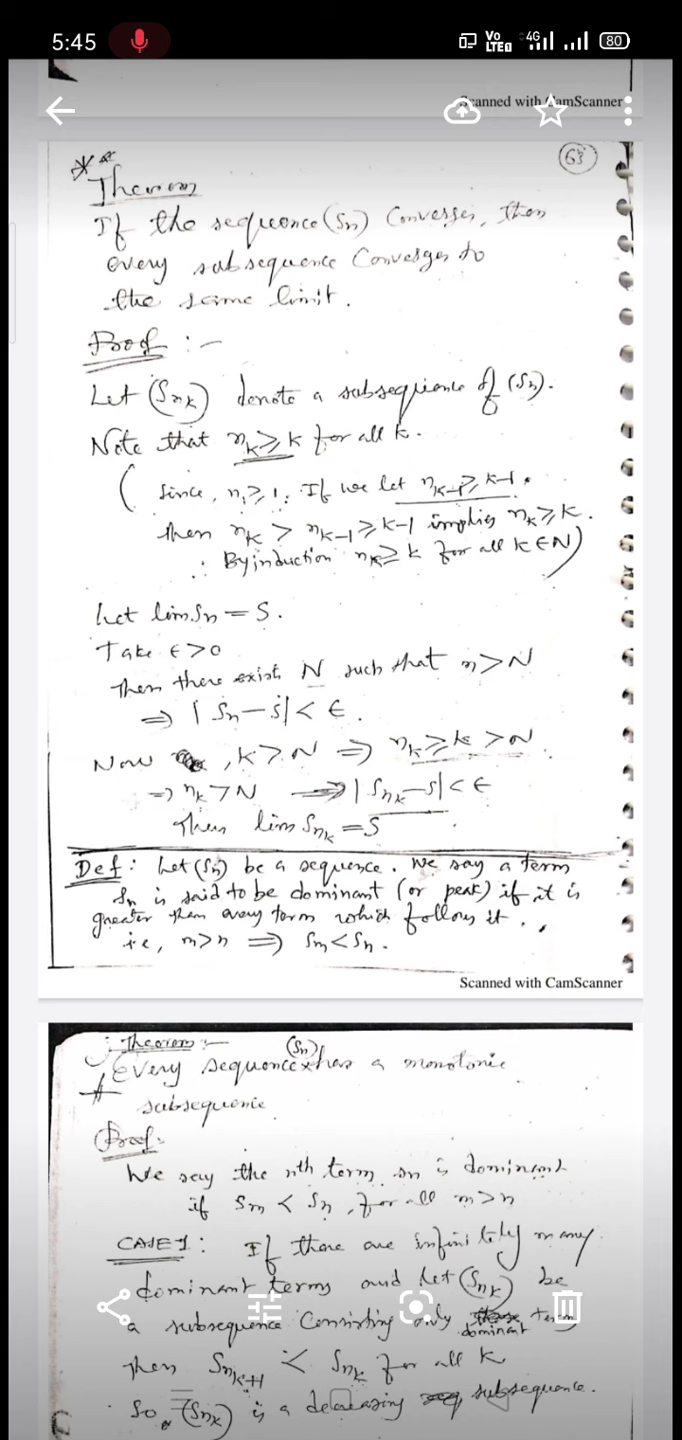 5:45
Vo
LTE
4G
80
Scanned with CamScanner
63
Theorem
If the sequence (Sn) Converges, then
every subsequence Converges to
the same limit.
Proof :-
Let (Snₖ) denote a subsequence of (Sn).
Note that nₖ ≥ k for all k.
( Since, n₁ ≥ 1. If we let nₖ₋₁ ≥ k-1.
then nₖ > nₖ₋₁ ≥ k-1 implies nₖ ≥ k.
∴ By induction nₖ ≥ k for all k ∈ N)
Let lim Sn = S.
Take ϵ > 0
Then there exist N such that n > N
⇒ | Sn - S | < ϵ.
Now , k > N ⇒ nₖ ≥ k > N
⇒ nₖ > N ⇒ | Snₖ - S | < ϵ
Then lim Snₖ = S
Def : Let (Sn) be a sequence. We say a term
Sn is said to be dominant (or peak) if it is
greater than every term which follows it.
i.e, m > n ⇒ Sm < Sn.
Scanned with CamScanner
Theorem :-
Every sequence (Sn) has a monotonic
subsequence
Proof:
We say the nth term sn is dominant
if Sm < Sn, for all m > n
CASE 1 : If there are infinitely many
dominant terms and let (Snₖ) be
a subsequence Consisting only dominant term
then Snₖ₊₁ < Snₖ for all k
So, (Snₖ) is a decreasing subsequence.